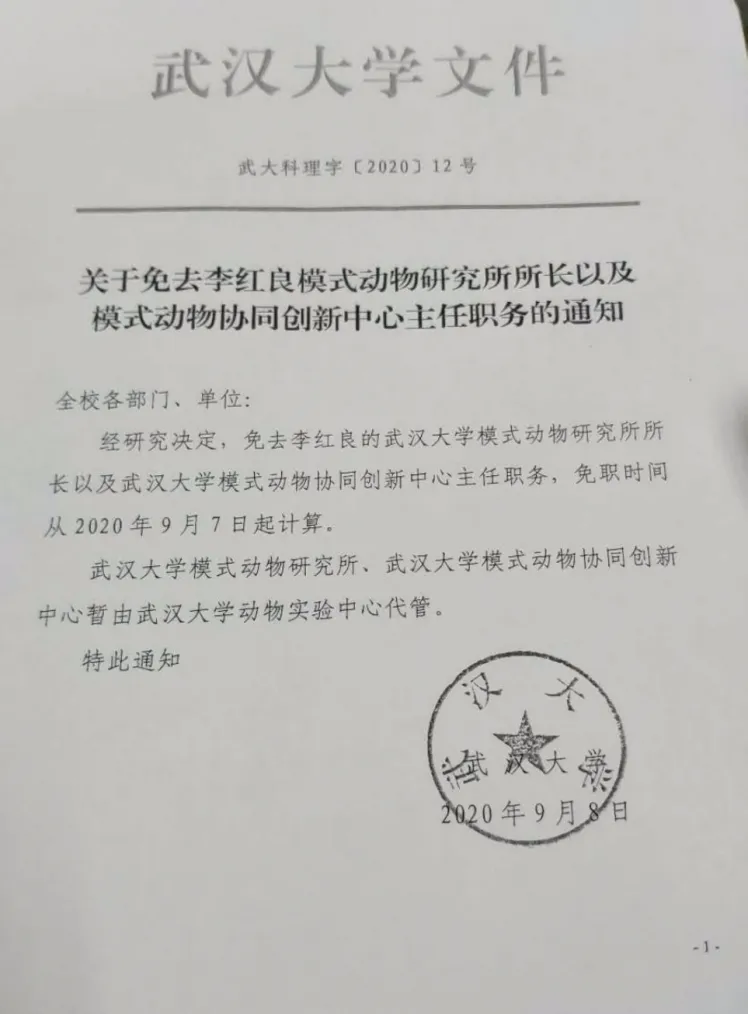 武汉大学文件
武大科理字〔2020〕12号
关于免去李红良模式动物研究所所长以及
模式动物协同创新中心主任职务的通知
全校各部门、单位：
经研究决定，免去李红良的武汉大学模式动物研究所所
长以及武汉大学模式动物协同创新中心主任职务，免职时间
从2020年9月7日起计算。
武汉大学模式动物研究所、武汉大学模式动物协同创新
中心暂由武汉大学动物实验中心代管。
特此通知
武汉大学
武汉大学
2020年9月8日
-1-